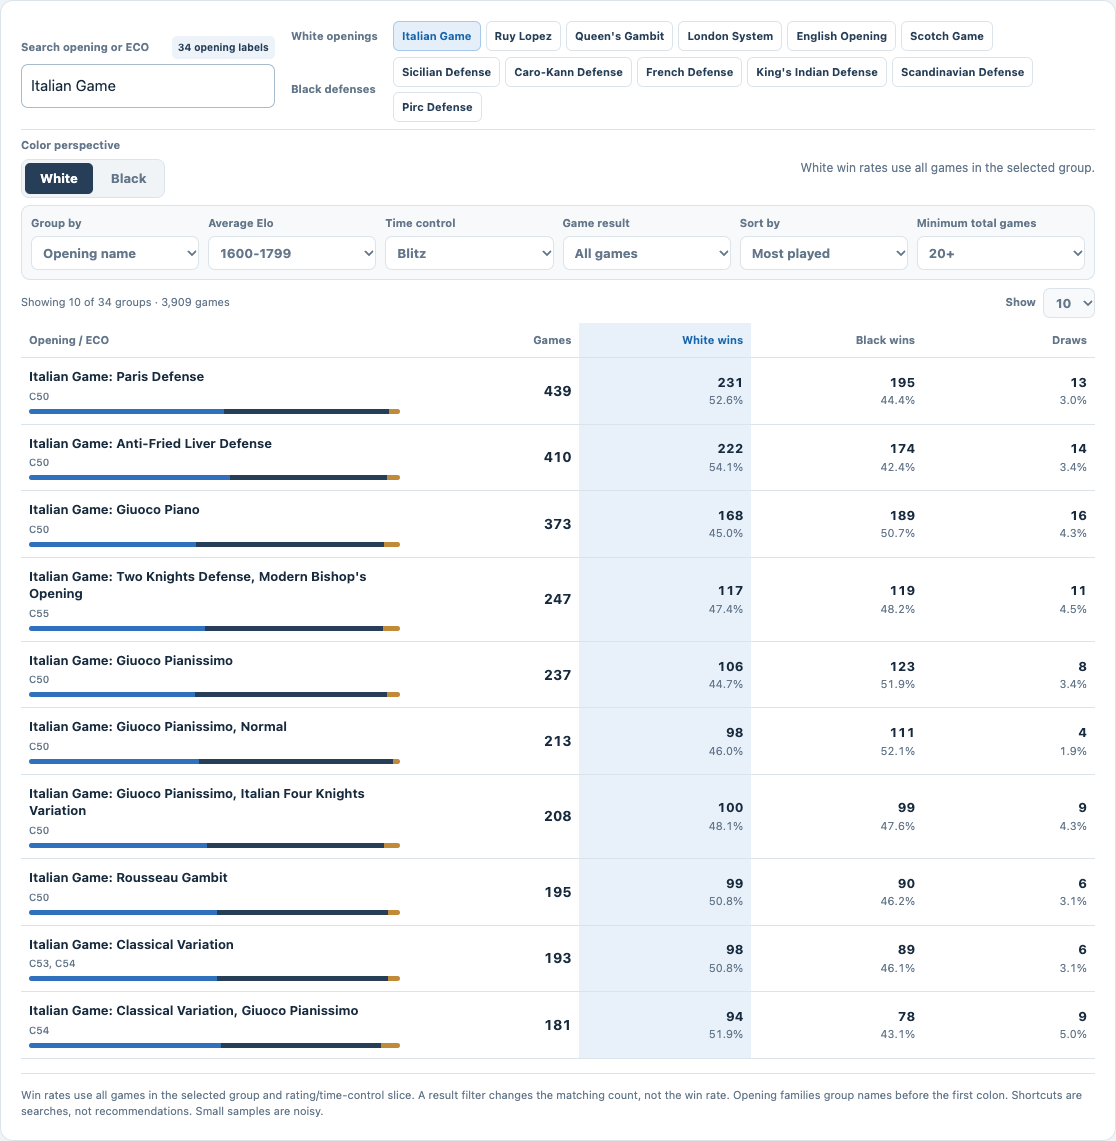 Search opening or ECO
34 opening labels
Italian Game
White openings
Italian Game
Ruy Lopez
Queen's Gambit
London System
English Opening
Scotch Game
Black defenses
Sicilian Defense
Caro-Kann Defense
French Defense
King's Indian Defense
Scandinavian Defense
Pirc Defense
Color perspective
White
Black
White win rates use all games in the selected group.
Group by
Opening name
Average Elo
1600-1799
Time control
Blitz
Game result
All games
Sort by
Most played
Minimum total games
20+
Showing 10 of 34 groups · 3,909 games
Show
10
Opening / ECO Games White wins Black wins Draws
Italian Game: Paris Defense
C50
439
231
52.6%
195
44.4%
13
3.0%
Italian Game: Anti-Fried Liver Defense
C50
410
222
54.1%
174
42.4%
14
3.4%
Italian Game: Giuoco Piano
C50
373
168
45.0%
189
50.7%
16
4.3%
Italian Game: Two Knights Defense, Modern Bishop's
Opening
C55
247
117
47.4%
119
48.2%
11
4.5%
Italian Game: Giuoco Pianissimo
C50
237
106
44.7%
123
51.9%
8
3.4%
Italian Game: Giuoco Pianissimo, Normal
C50
213
98
46.0%
111
52.1%
4
1.9%
Italian Game: Giuoco Pianissimo, Italian Four Knights
Variation
C50
208
100
48.1%
99
47.6%
9
4.3%
Italian Game: Rousseau Gambit
C50
195
99
50.8%
90
46.2%
6
3.1%
Italian Game: Classical Variation
C53, C54
193
98
50.8%
89
46.1%
6
3.1%
Italian Game: Classical Variation, Giuoco Pianissimo
C54
181
94
51.9%
78
43.1%
9
5.0%
Win rates use all games in the selected group and rating/time-control slice. A result filter changes the matching count, not the win rate. Opening families group names before the first colon. Shortcuts are
searches, not recommendations. Small samples are noisy.